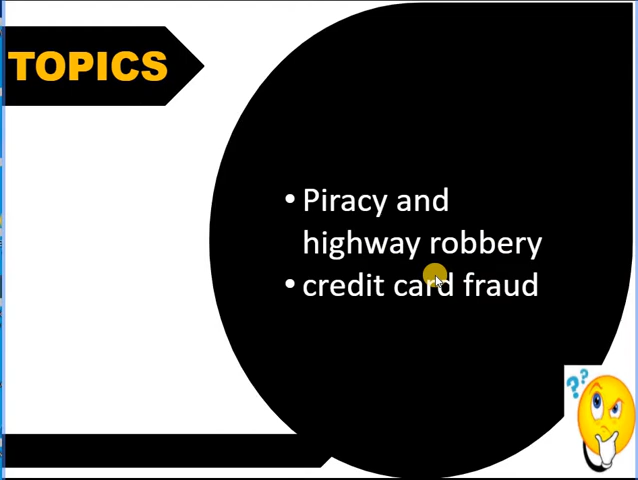 TOPICS
• Piracy and
highway robbery
• credit card fraud
??